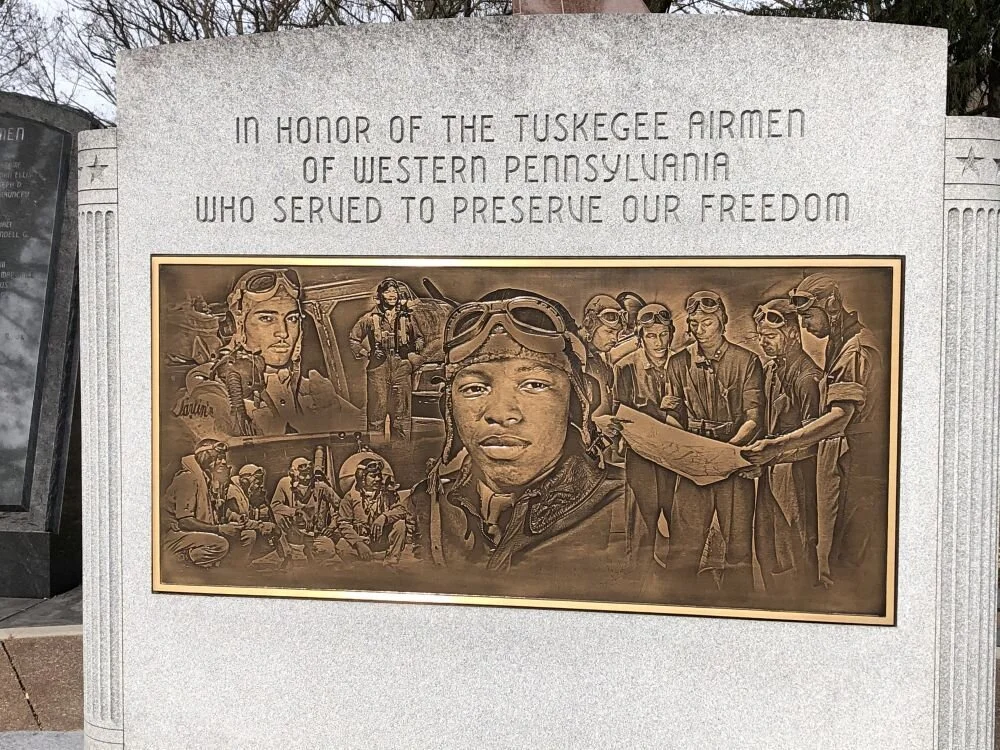 IN HONOR OF THE TUSKEGEE AIRMEN
OF WESTERN PENNSYLVANIA
WHO SERVED TO PRESERVE OUR FREEDOM